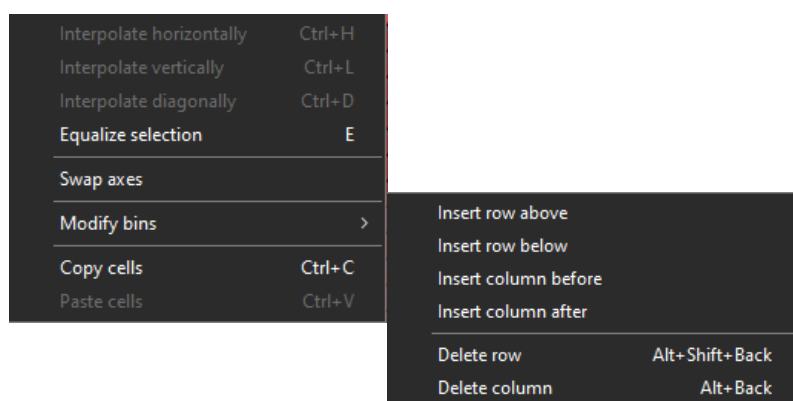 Interpolate horizontally Ctrl+H
Interpolate vertically Ctrl+L
Interpolate diagonally Ctrl+D
Equalize selection E
Swap axes
Modify bins >
Copy cells Ctrl+C
Paste cells Ctrl+V
Insert row above
Insert row below
Insert column before
Insert column after
Delete row Alt+Shift+Back
Delete column Alt+Back